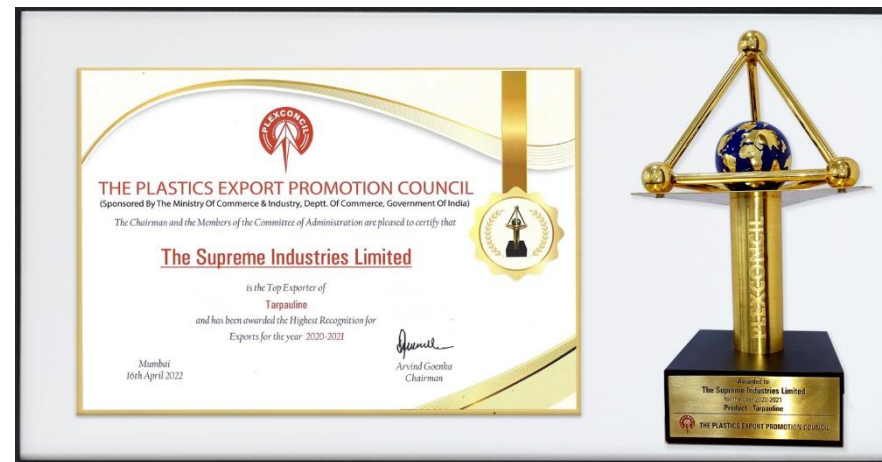 PLEXCONCIL
THE PLASTICS EXPORT PROMOTION COUNCIL
(Sponsored By The Ministry Of Commerce & Industry, Deptt. Of Commerce, Government Of India)
The Chairman and the Members of the Committee of Administration are pleased to certify that
The Supreme Industries Limited
is the Top Exporter of
Tarpauline
and has been awarded the Highest Recognition for
Exports for the year 2020-2021
Mumbai
16th April 2022
Arvind Goenka
Chairman
PLEXCONCIL
Awarded to
The Supreme Industries Limited
for the year 2020-2021
Product : Tarpauline
THE PLASTICS EXPORT PROMOTION COUNCIL